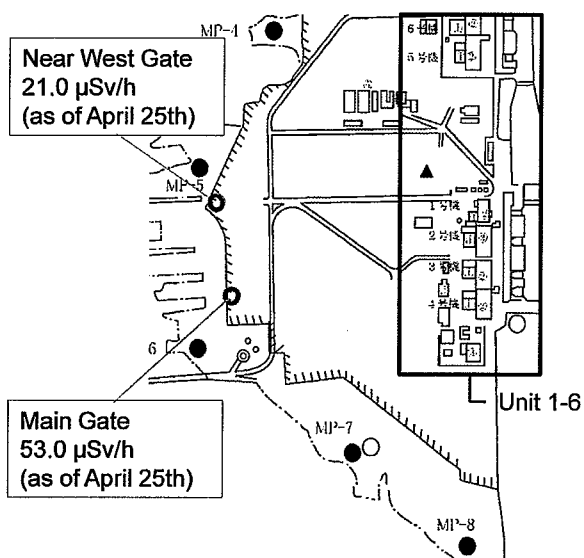 MP-4
Near West Gate
21.0 µSv/h
(as of April 25th)
6号機
5号機
MP-5
1号機
2号機
3号機
4号機
6
Unit 1-6
Main Gate
53.0 µSv/h
(as of April 25th)
MP-7
MP-8